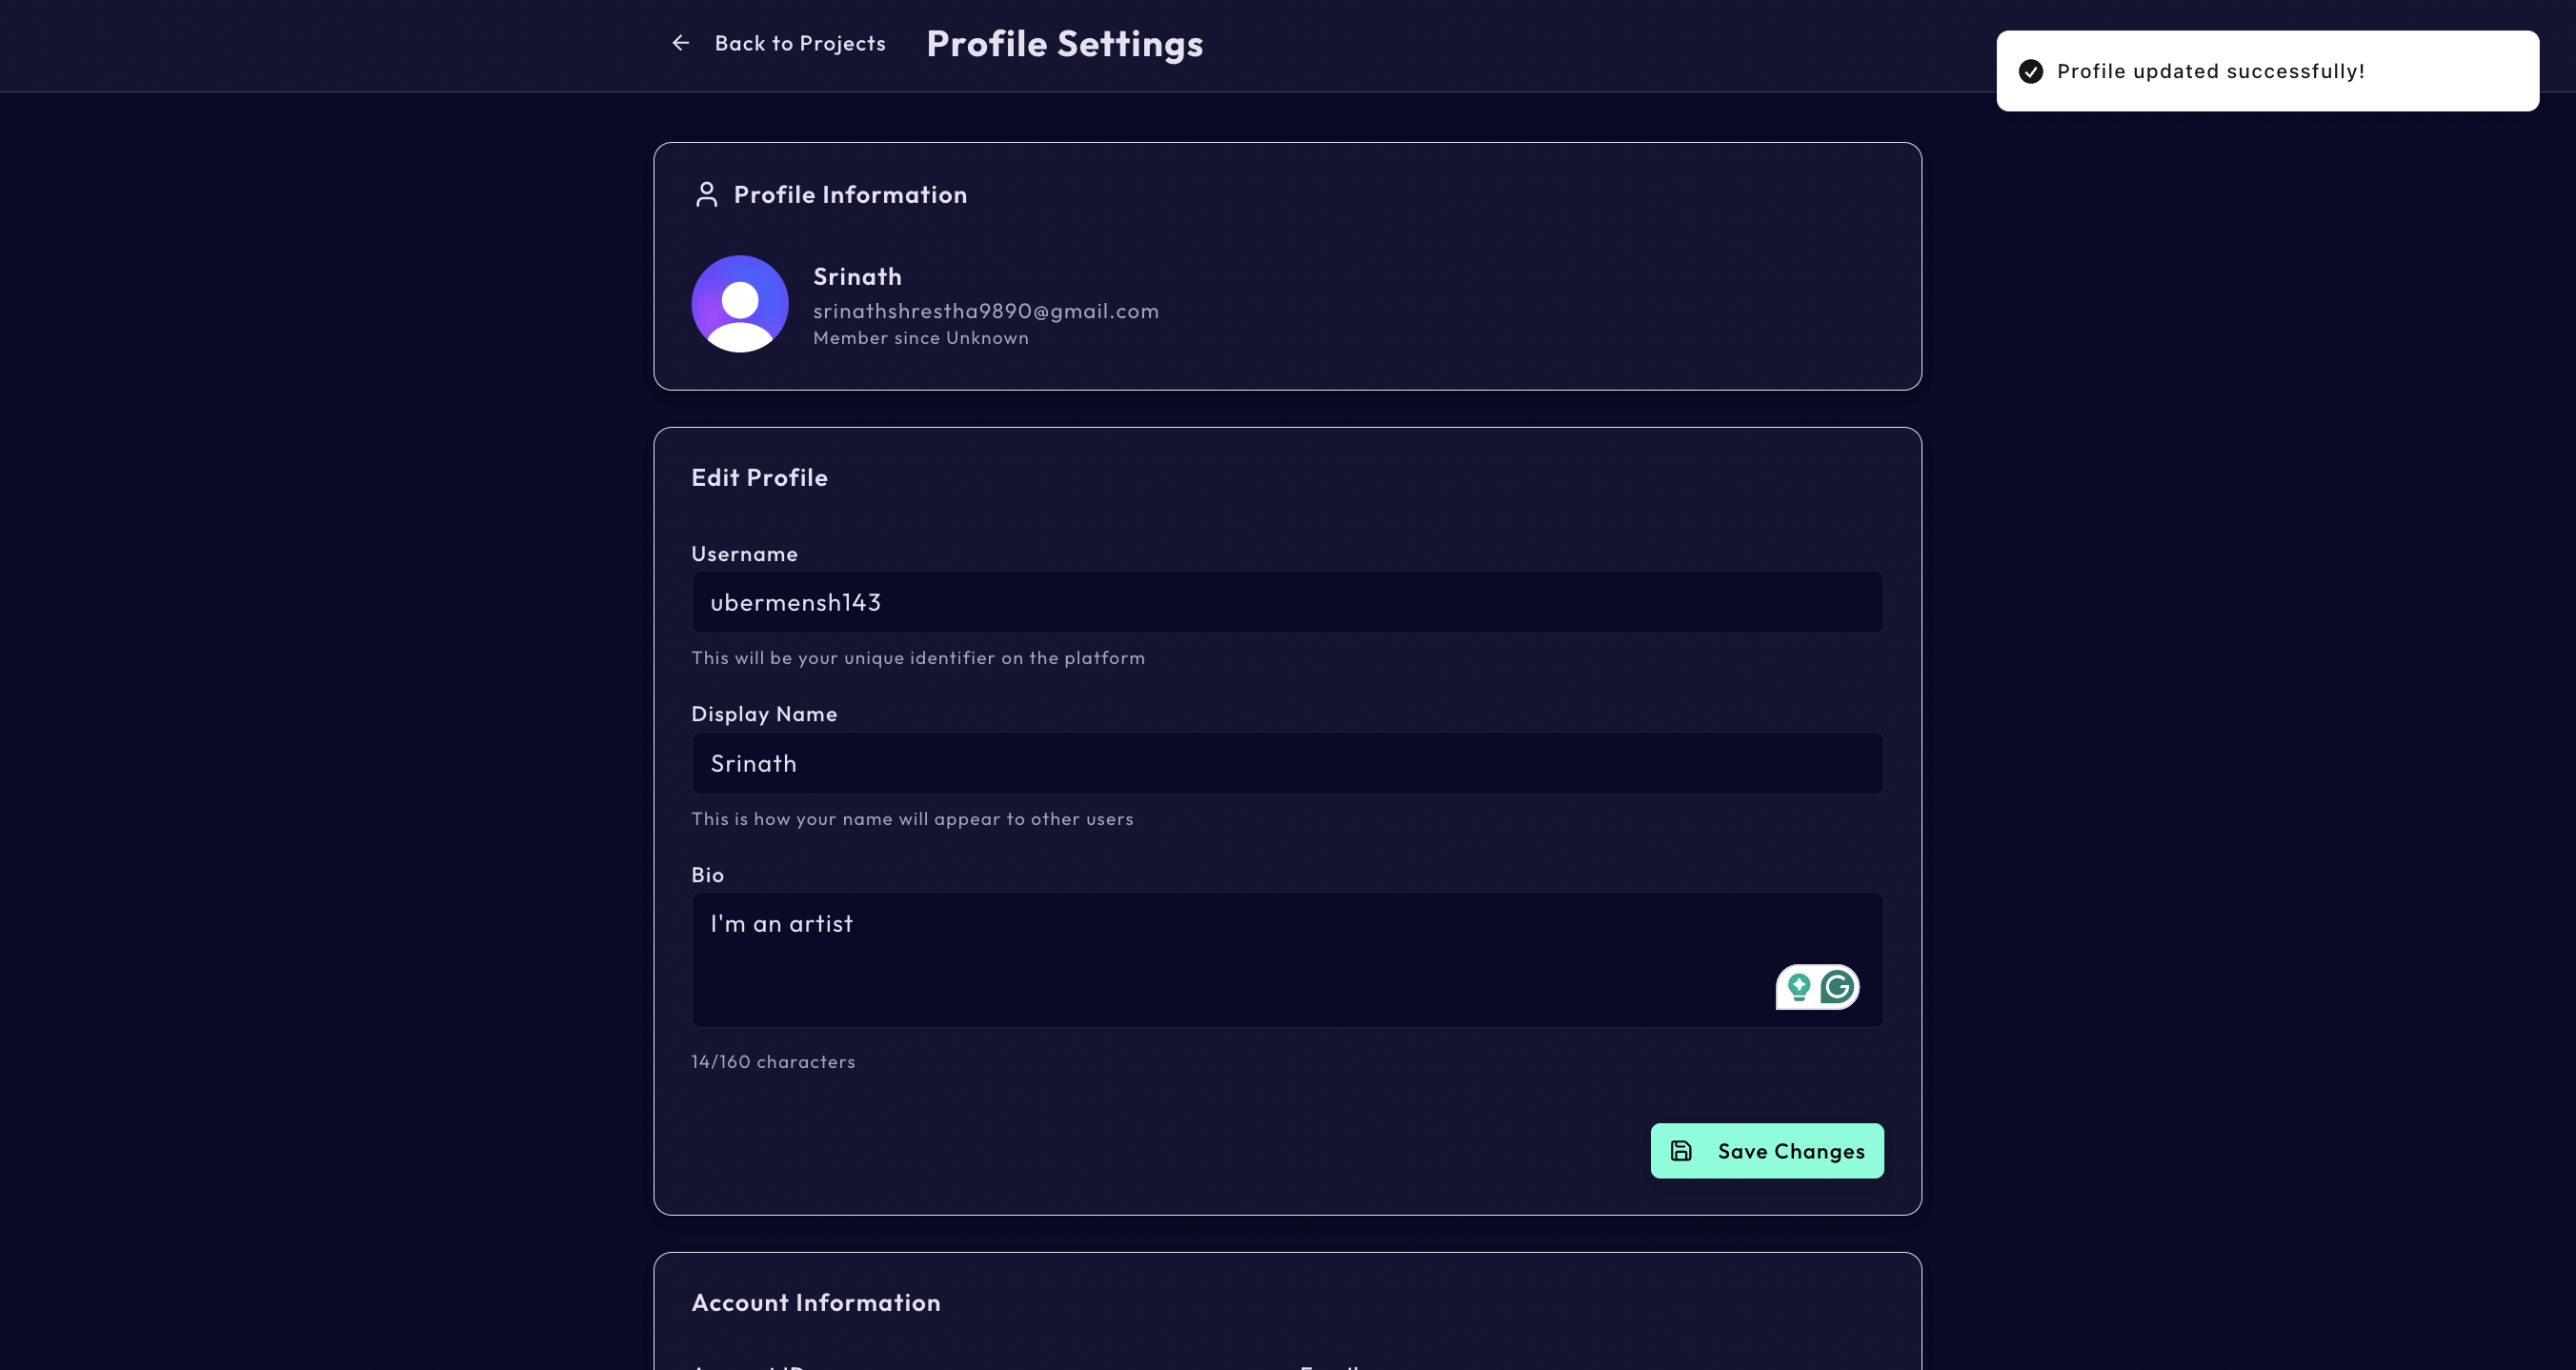 Back to Projects
Profile Settings
Profile updated successfully!
Profile Information
Srinath
srinathshrestha9890@gmail.com
Member since Unknown
Edit Profile
Username
ubermensh143
This will be your unique identifier on the platform
Display Name
Srinath
This is how your name will appear to other users
Bio
I'm an artist
14/160 characters
Save Changes
Account Information